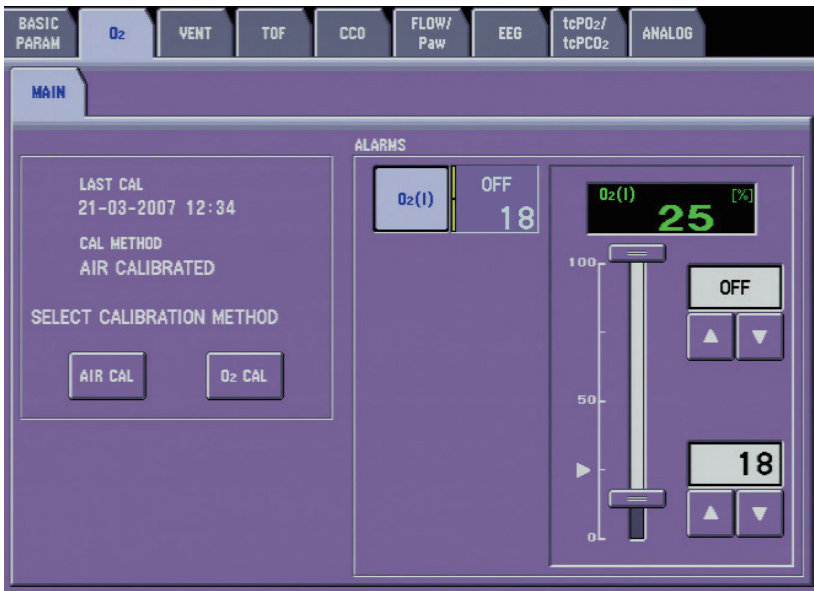 BASIC PARAM
O2
VENT
TOF
CCO
FLOW/ Paw
EEG
tcPO2/ tcPCO2
ANALOG
MAIN
LAST CAL
21-03-2007 12:34
CAL METHOD
AIR CALIBRATED
SELECT CALIBRATION METHOD
AIR CAL
O2 CAL
ALARMS
O2(I)
OFF
18
O2(I) [%]
25
100
50
0
OFF
18